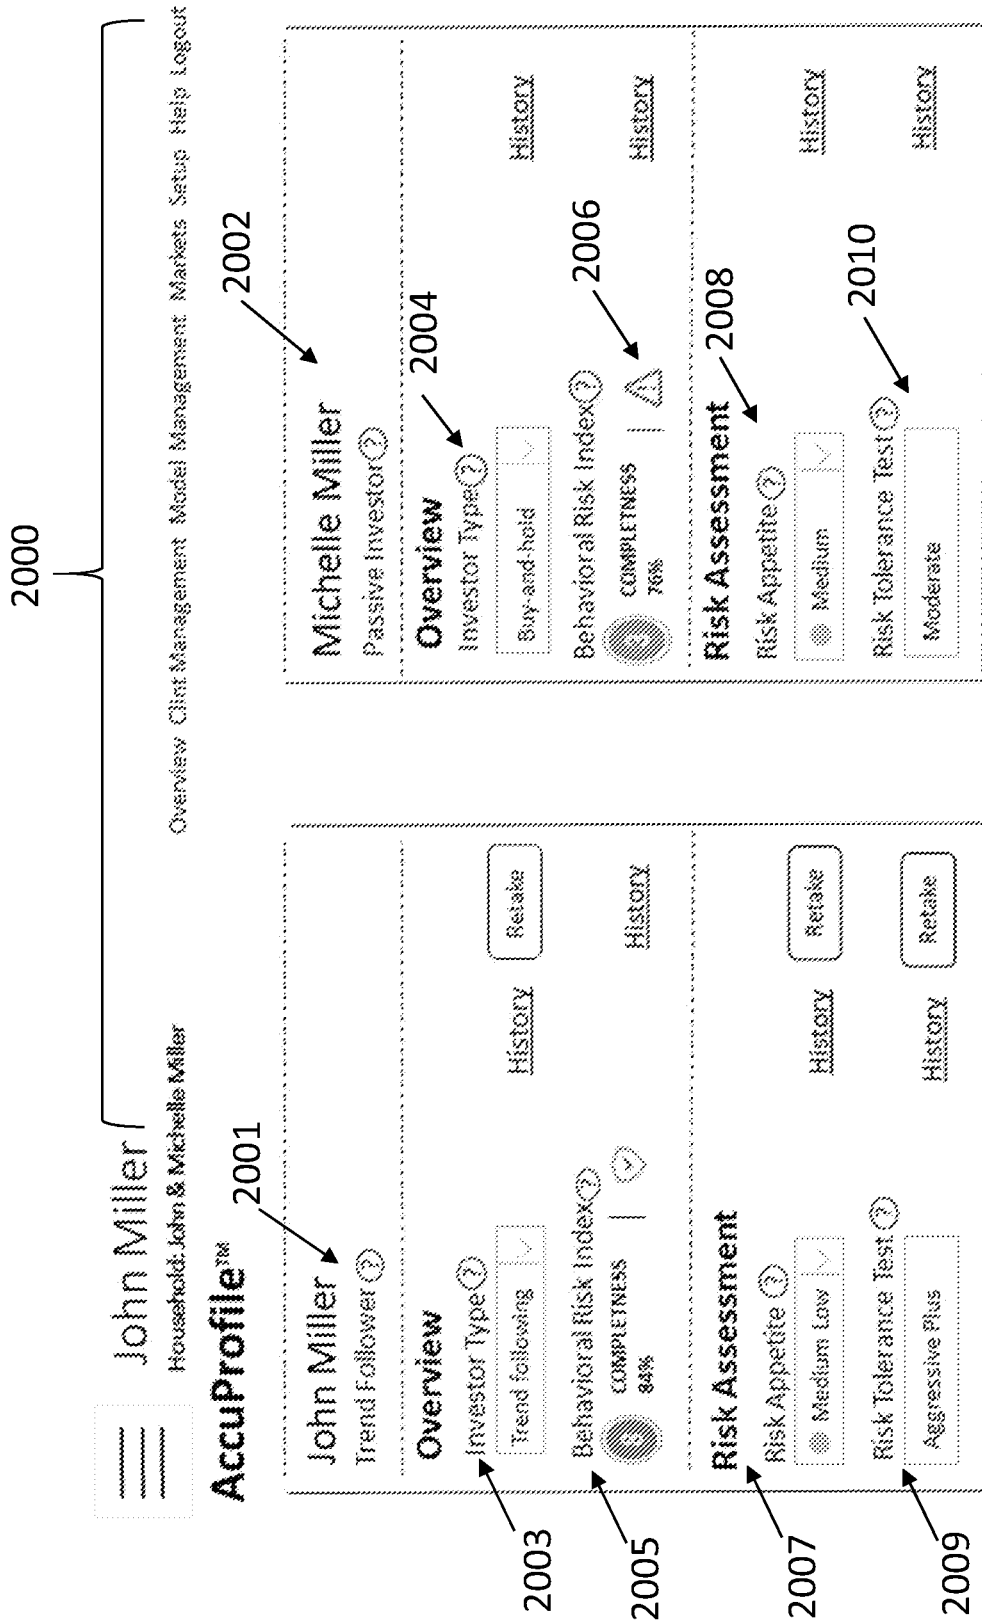 2000
John Miller
Household: John & Michelle Miller
Overview Clint Management Model Management Markets Setup Help Logout
AccuProfile™
2001
John Miller
Trend Follower ?
Overview
2003
Investor Type ?
Trend following
History
Retake
2005
Behavioral Risk Index ?
COMPLETNESS
84%
History
2007
Risk Assessment
Risk Appetite ?
Medium Low
History
Retake
2009
Risk Tolerance Test ?
Aggressive Plus
History
Retake
2002
Michelle Miller
Passive Investor ?
Overview
2004
Investor Type ?
Buy-and-hold
History
2006
Behavioral Risk Index ?
COMPLETNESS
76%
History
Risk Assessment
2008
Risk Appetite ?
Medium
History
2010
Risk Tolerance Test ?
Moderate
History